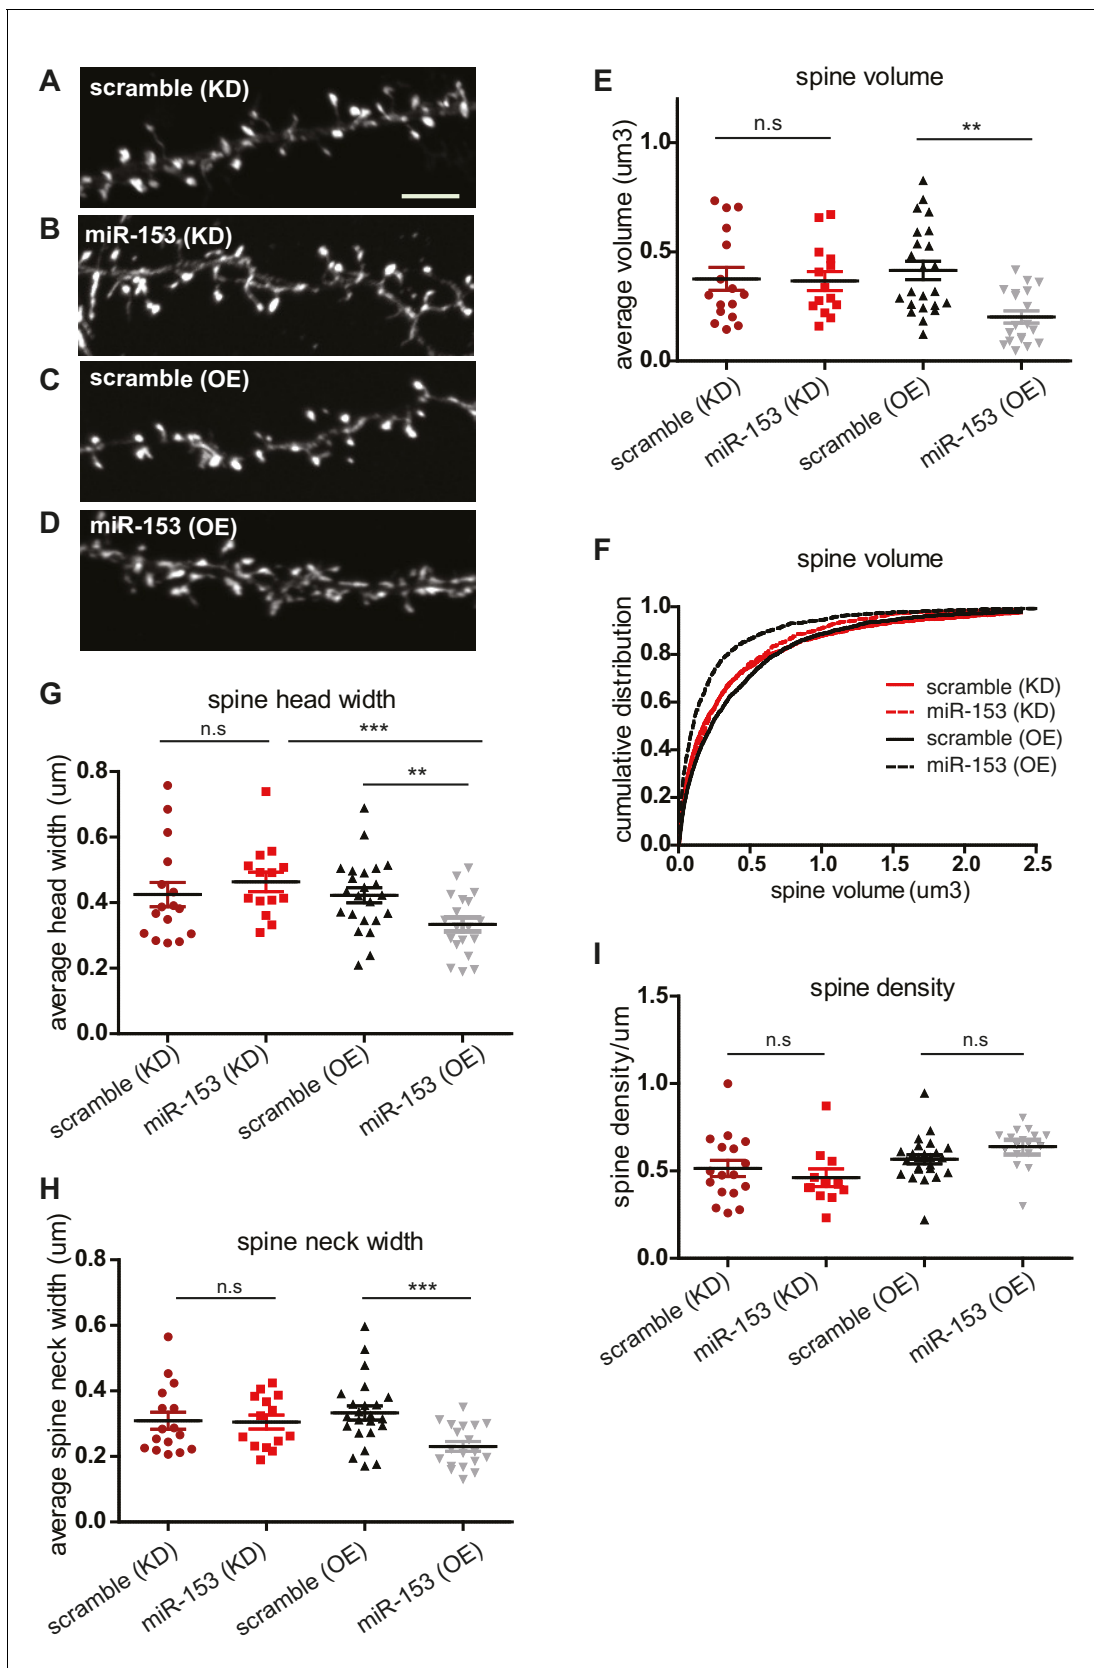 A
scramble (KD)
B
miR-153 (KD)
C
scramble (OE)
D
miR-153 (OE)
E
spine volume
n.s
**
average volume (um3)
1.0
0.5
0.0
scramble (KD)
miR-153 (KD)
scramble (OE)
miR-153 (OE)
F
spine volume
cumulative distribution
1.0
0.8
0.6
0.4
0.2
0.0
0.0
0.5
1.0
1.5
2.0
2.5
spine volume (um3)
scramble (KD)
miR-153 (KD)
scramble (OE)
miR-153 (OE)
G
spine head width
n.s
***
**
average head width (um)
0.8
0.6
0.4
0.2
0.0
scramble (KD)
miR-153 (KD)
scramble (OE)
miR-153 (OE)
H
spine neck width
n.s
***
average spine neck width (um)
0.8
0.6
0.4
0.2
0.0
scramble (KD)
miR-153 (KD)
scramble (OE)
miR-153 (OE)
I
spine density
n.s
n.s
spine density/um
1.5
1.0
0.5
0.0
scramble (KD)
miR-153 (KD)
scramble (OE)
miR-153 (OE)